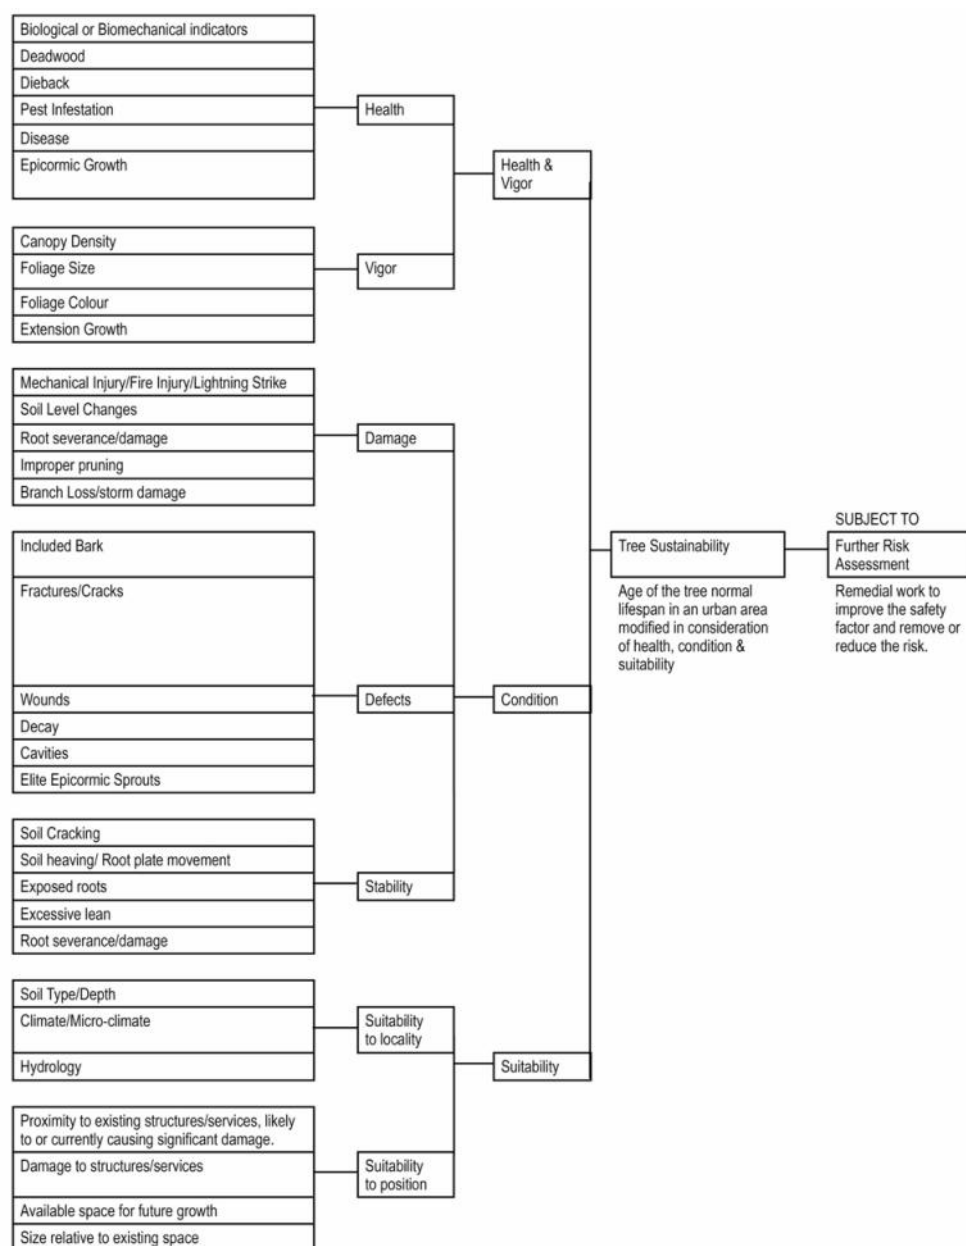 Biological or Biomechanical indicators
Deadwood
Dieback
Pest Infestation
Disease
Epicormic Growth
Health
Health &
Vigor
Canopy Density
Foliage Size
Foliage Colour
Extension Growth
Vigor
Mechanical Injury/Fire Injury/Lightning Strike
Soil Level Changes
Root severance/damage
Improper pruning
Branch Loss/storm damage
Damage
Included Bark
Fractures/Cracks
Wounds
Decay
Cavities
Elite Epicormic Sprouts
Defects
Condition
Soil Cracking
Soil heaving/ Root plate movement
Exposed roots
Excessive lean
Root severance/damage
Stability
Soil Type/Depth
Climate/Micro-climate
Hydrology
Suitability
to locality
Suitability
Proximity to existing structures/services, likely
to or currently causing significant damage.
Damage to structures/services
Available space for future growth
Size relative to existing space
Suitability
to position
Tree Sustainability
Age of the tree normal
lifespan in an urban area
modified in consideration
of health, condition &
suitability
SUBJECT TO
Further Risk
Assessment
Remedial work to
improve the safety
factor and remove or
reduce the risk.